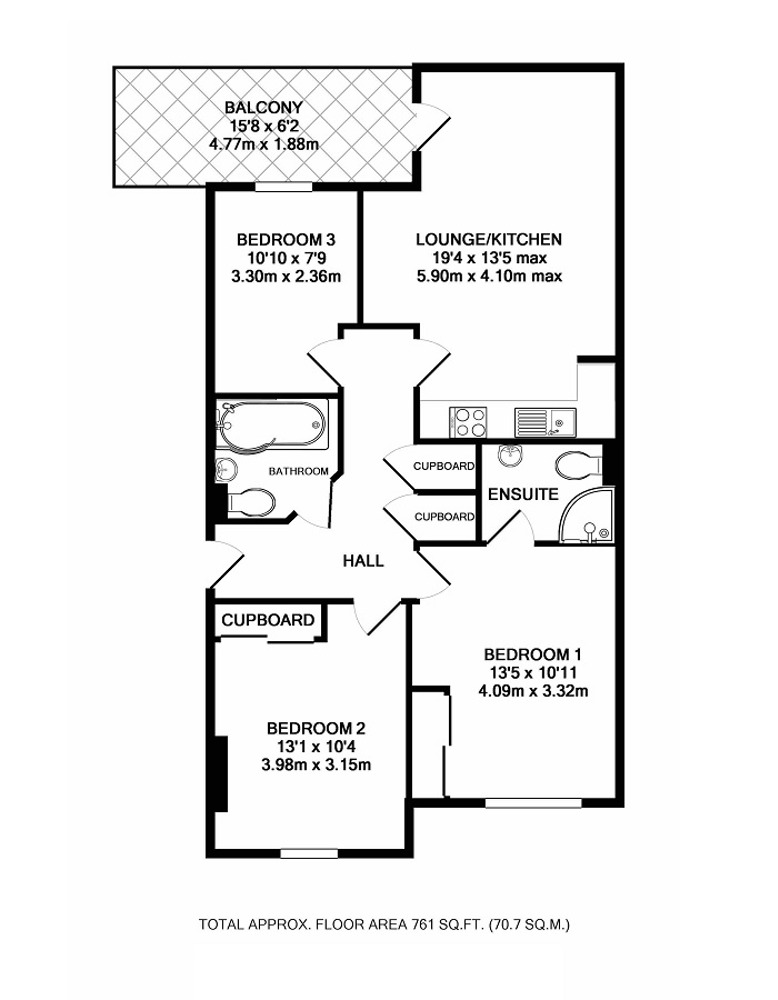 BALCONY
15'8 x 6'2
4.77m x 1.88m
BEDROOM 3
10'10 x 7'9
3.30m x 2.36m
LOUNGE/KITCHEN
19'4 x 13'5 max
5.90m x 4.10m max
BATHROOM
CUPBOARD
ENSUITE
CUPBOARD
HALL
CUPBOARD
BEDROOM 1
13'5 x 10'11
4.09m x 3.32m
BEDROOM 2
13'1 x 10'4
3.98m x 3.15m
TOTAL APPROX. FLOOR AREA 761 SQ.FT. (70.7 SQ.M.)